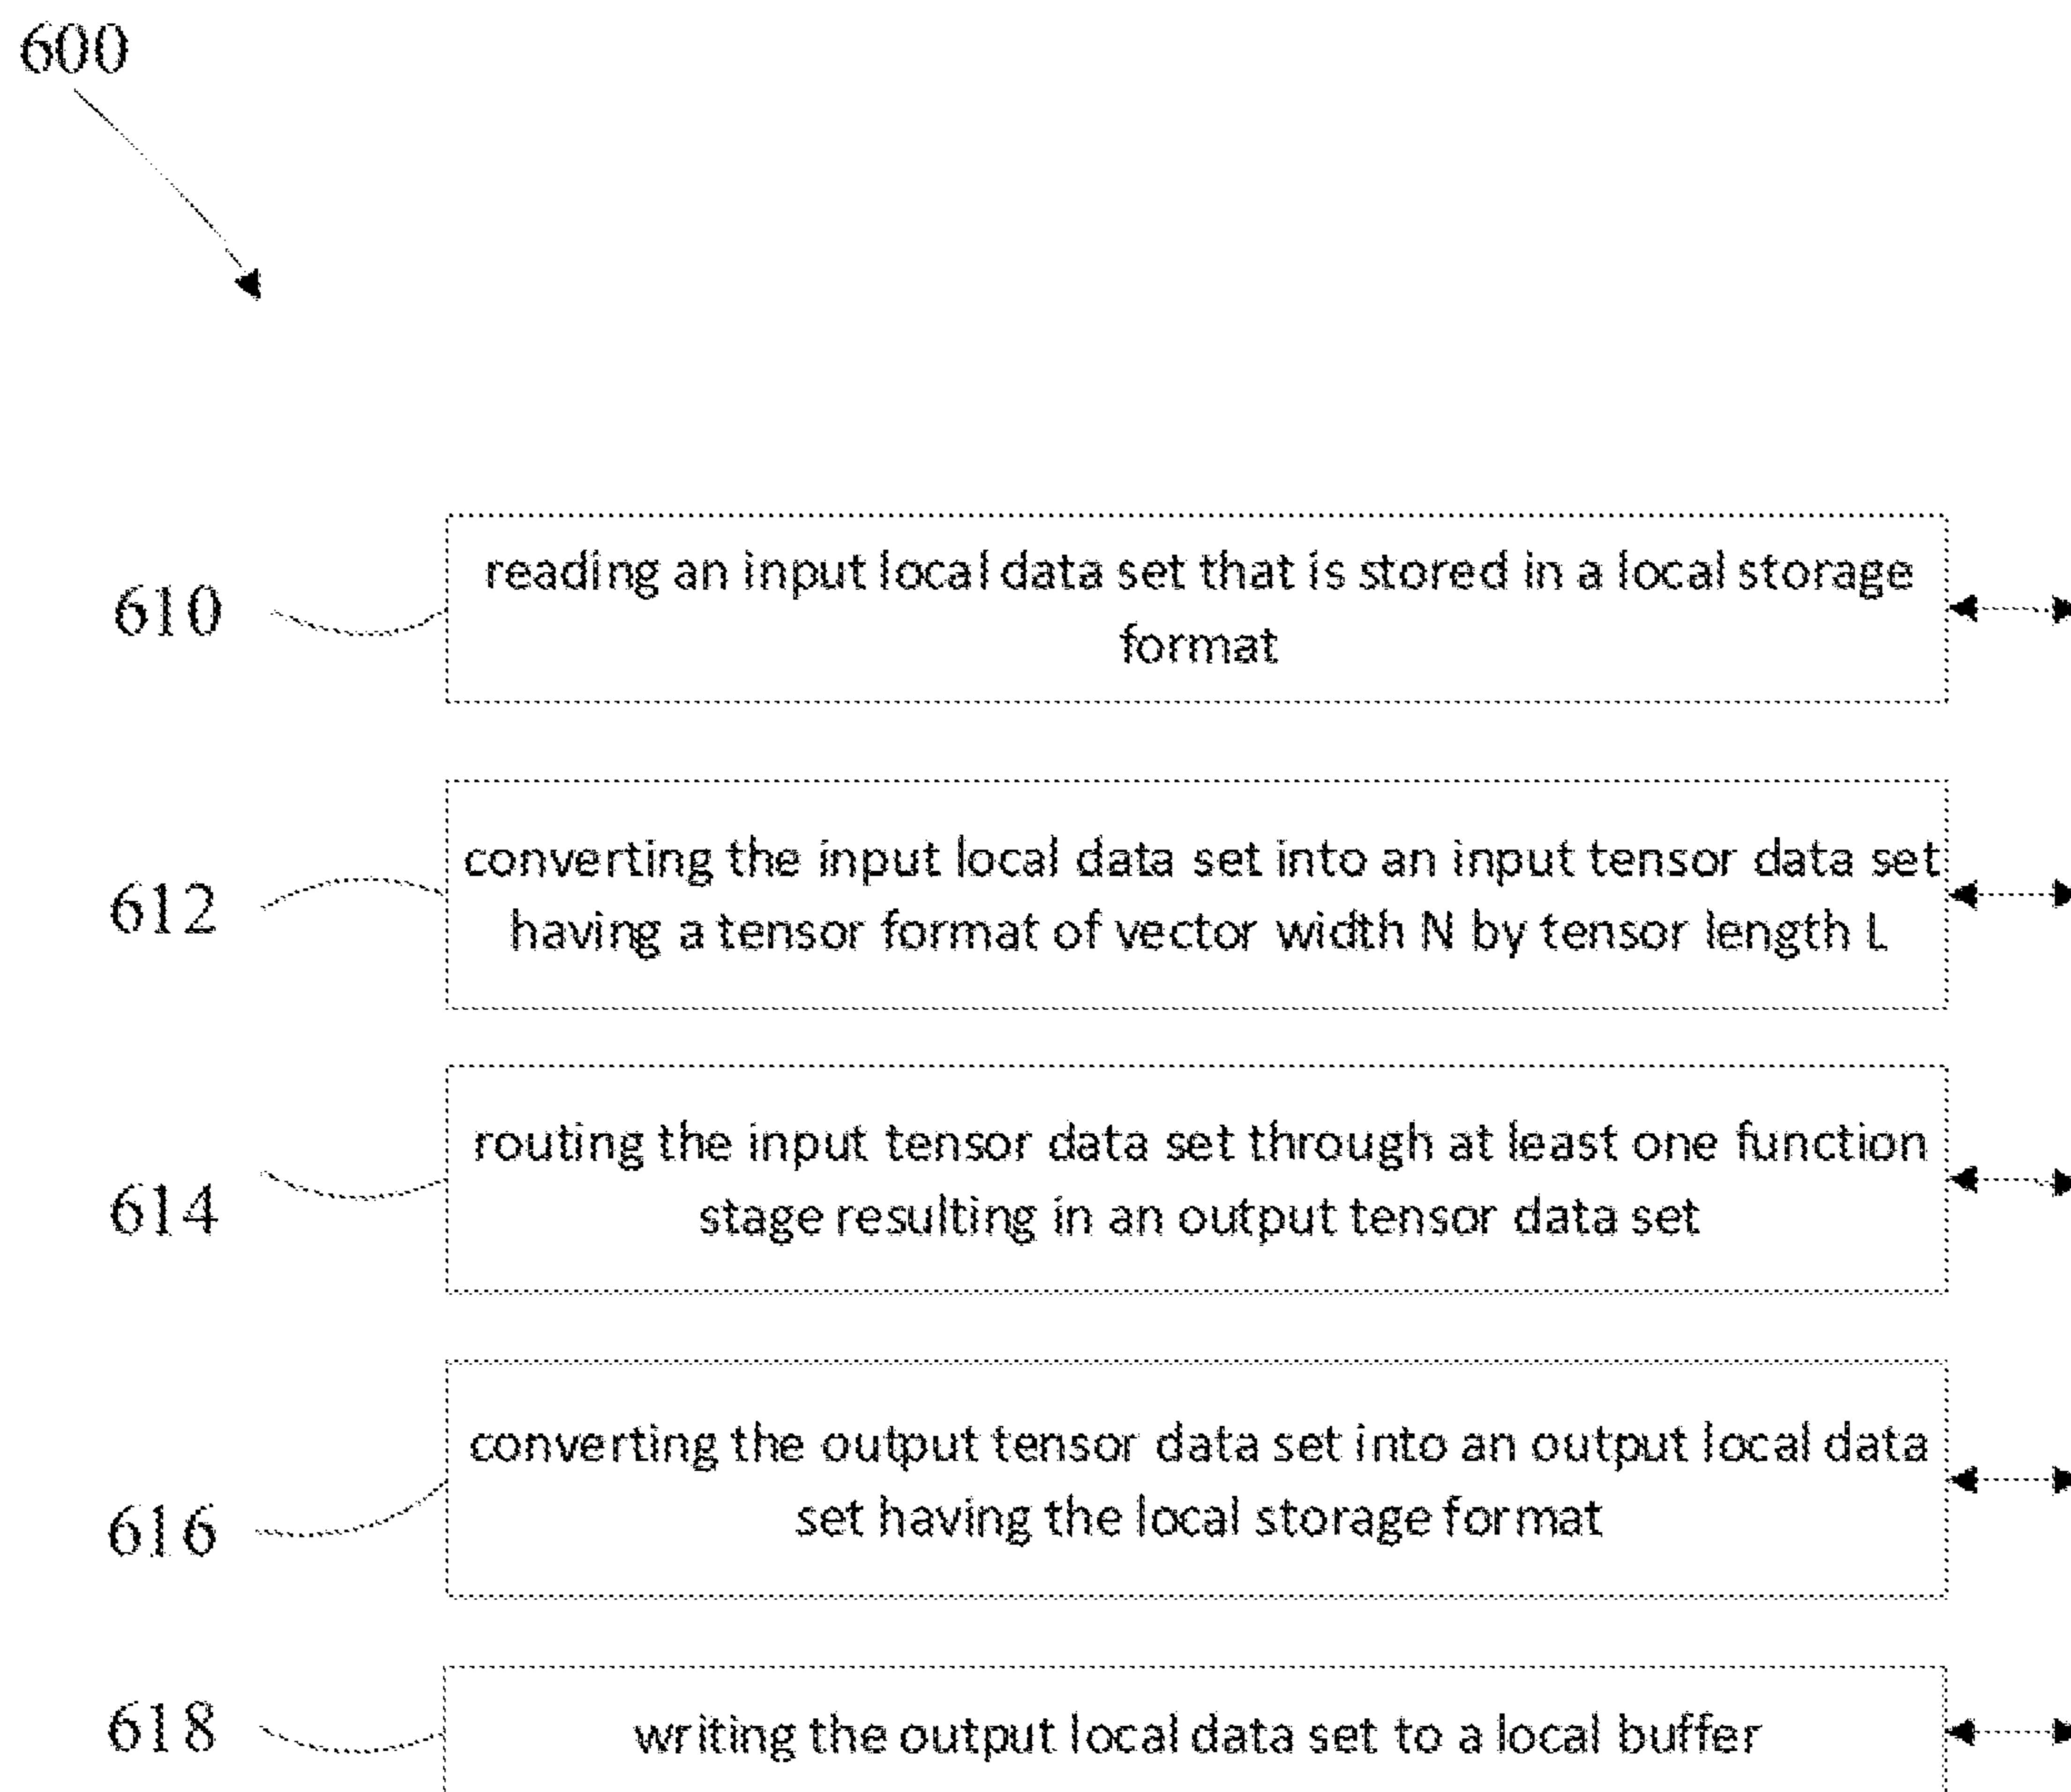 600
610
reading an input local data set that is stored in a local storage
format
612
converting the input local data set into an input tensor data set
having a tensor format of vector width N by tensor length L
614
routing the input tensor data set through at least one function
stage resulting in an output tensor data set
616
converting the output tensor data set into an output local data
set having the local storage format
618
writing the output local data set to a local buffer